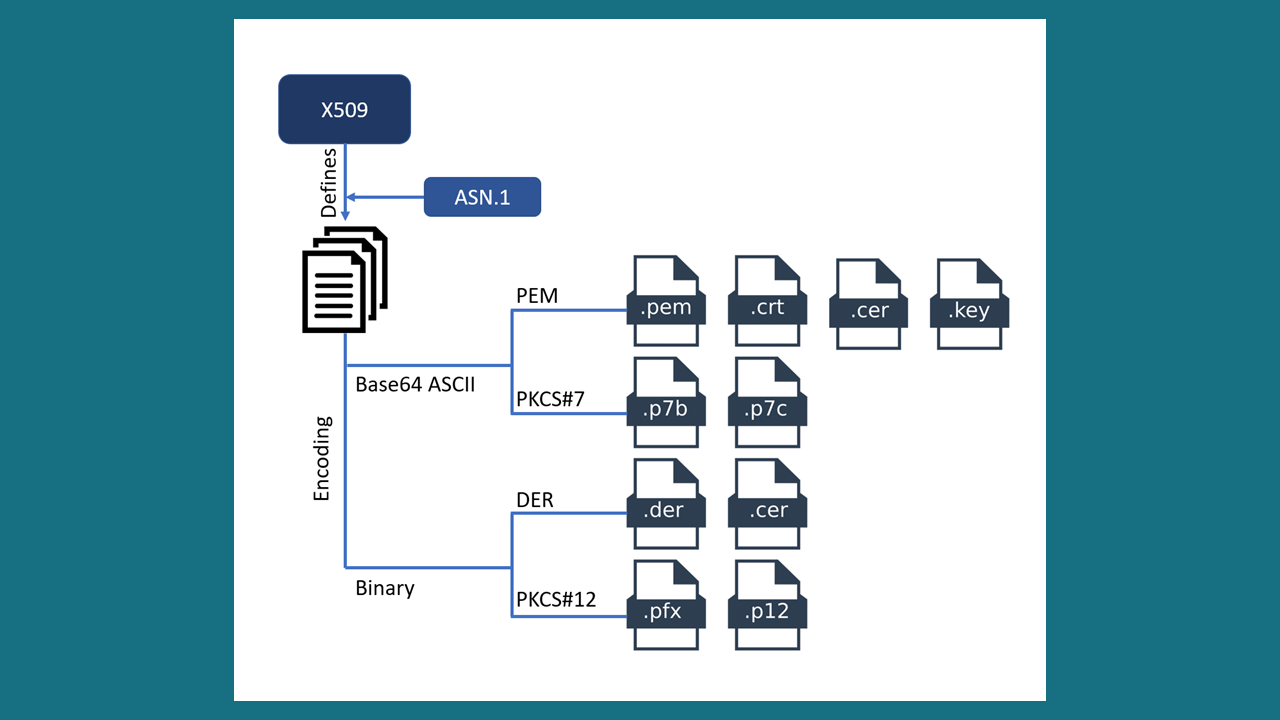 X509
Defines
ASN.1
PEM
.pem
.crt
.cer
.key
Base64 ASCII
PKCS#7
.p7b
.p7c
Encoding
DER
.der
.cer
Binary
PKCS#12
.pfx
.p12